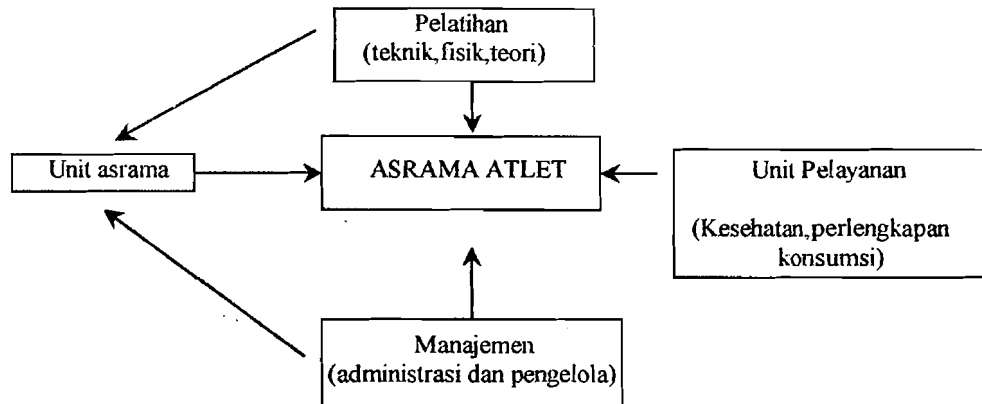 Pelatihan
(teknik,fisik,teori)
Unit asrama
ASRAMA ATLET
Unit Pelayanan
(Kesehatan,perlengkapan
konsumsi)
Manajemen
(administrasi dan pengelola)